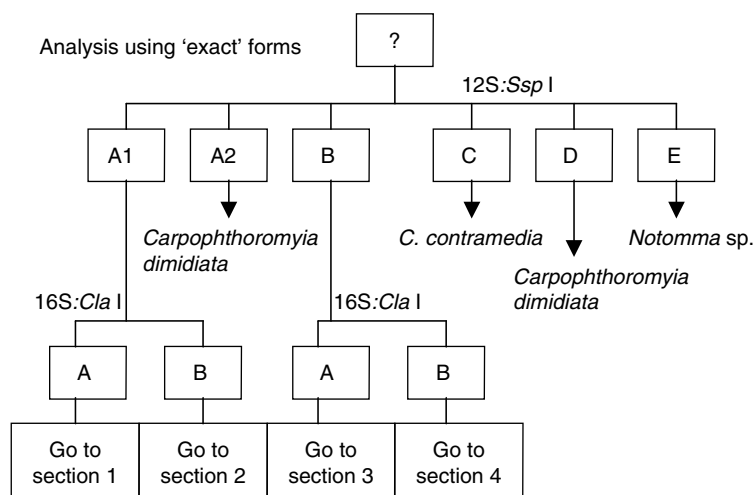 Analysis using ‘exact’ forms
?
12S:Ssp I
A1
A2
B
C
D
E
Carpophthoromyia
dimidiata
C. contramedia
Notomma sp.
Carpophthoromyia
dimidiata
16S:Cla I
16S:Cla I
A
B
A
B
Go to
section 1
Go to
section 2
Go to
section 3
Go to
section 4